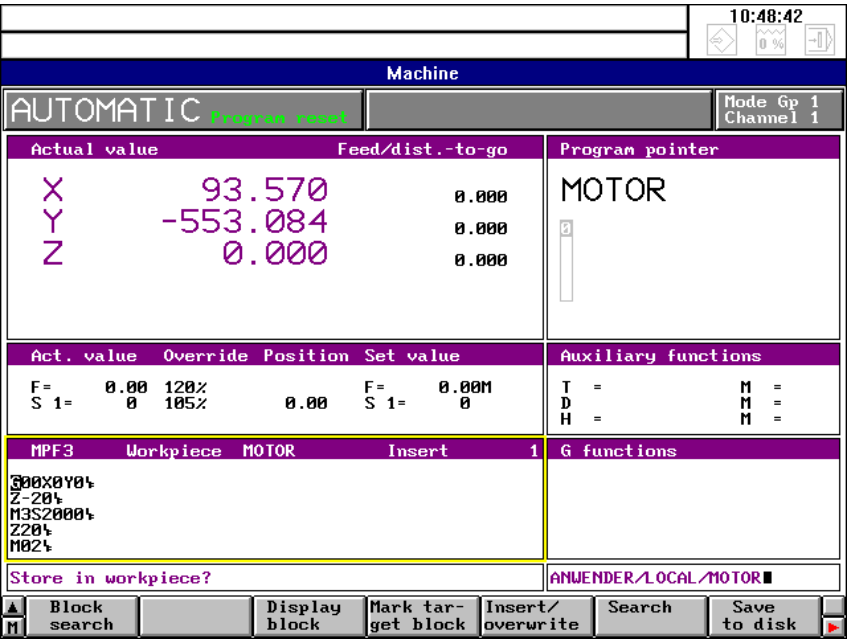 10:48:42
0 %
Machine
AUTOMATIC Program reset
Mode Gp 1
Channel 1
Actual value Feed/dist.-to-go
X 93.570 0.000
Y -553.084 0.000
Z 0.000 0.000
Program pointer
MOTOR
0
Act. value Override Position Set value
F= 0.00 120% F= 0.00M
S 1= 0 105% 0.00 S 1= 0
Auxiliary functions
T = M =
D M =
H = M =
MPF3 Workpiece MOTOR Insert 1
G00X0Y0
Z-20
M3S2000
Z20
M02
G functions
Store in workpiece?
ANWENDER/LOCAL/MOTOR
M
Block
search
Display
block
Mark tar-
get block
Insert/
overwrite
Search
Save
to disk